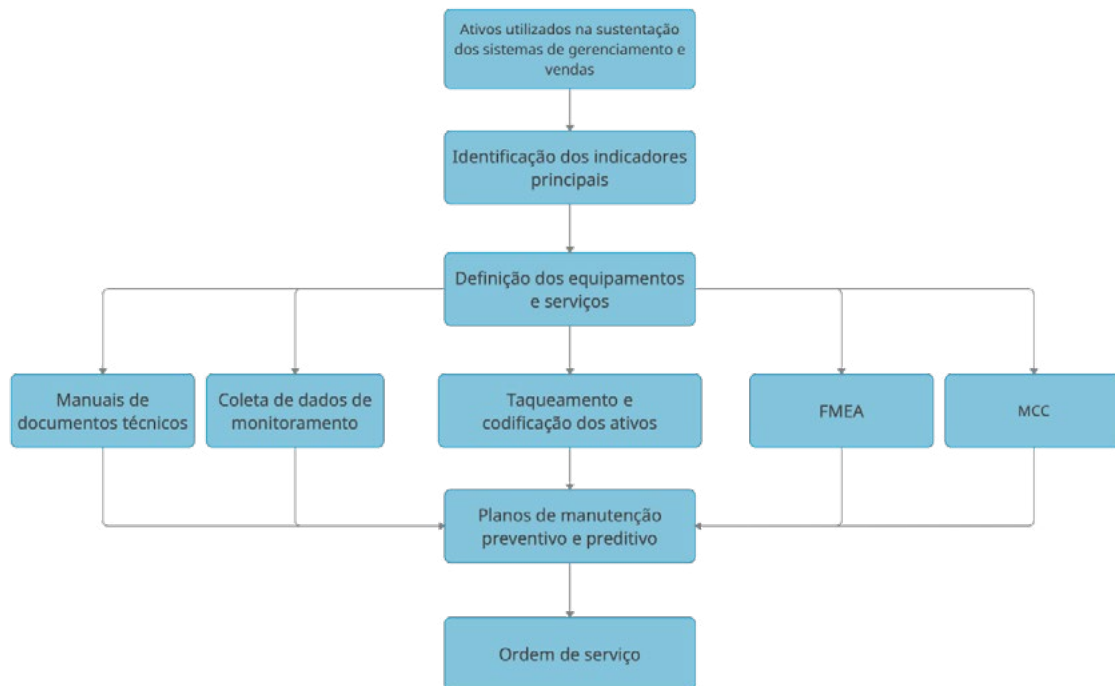 Ativos utilizados na sustentação
dos sistemas de gerenciamento e
vendas
Identificação dos indicadores
principais
Definição dos equipamentos
e serviços
Manuais de
documentos técnicos
Coleta de dados de
monitoramento
Taqueamento e
codificação dos ativos
FMEA
MCC
Planos de manutenção
preventivo e preditivo
Ordem de serviço